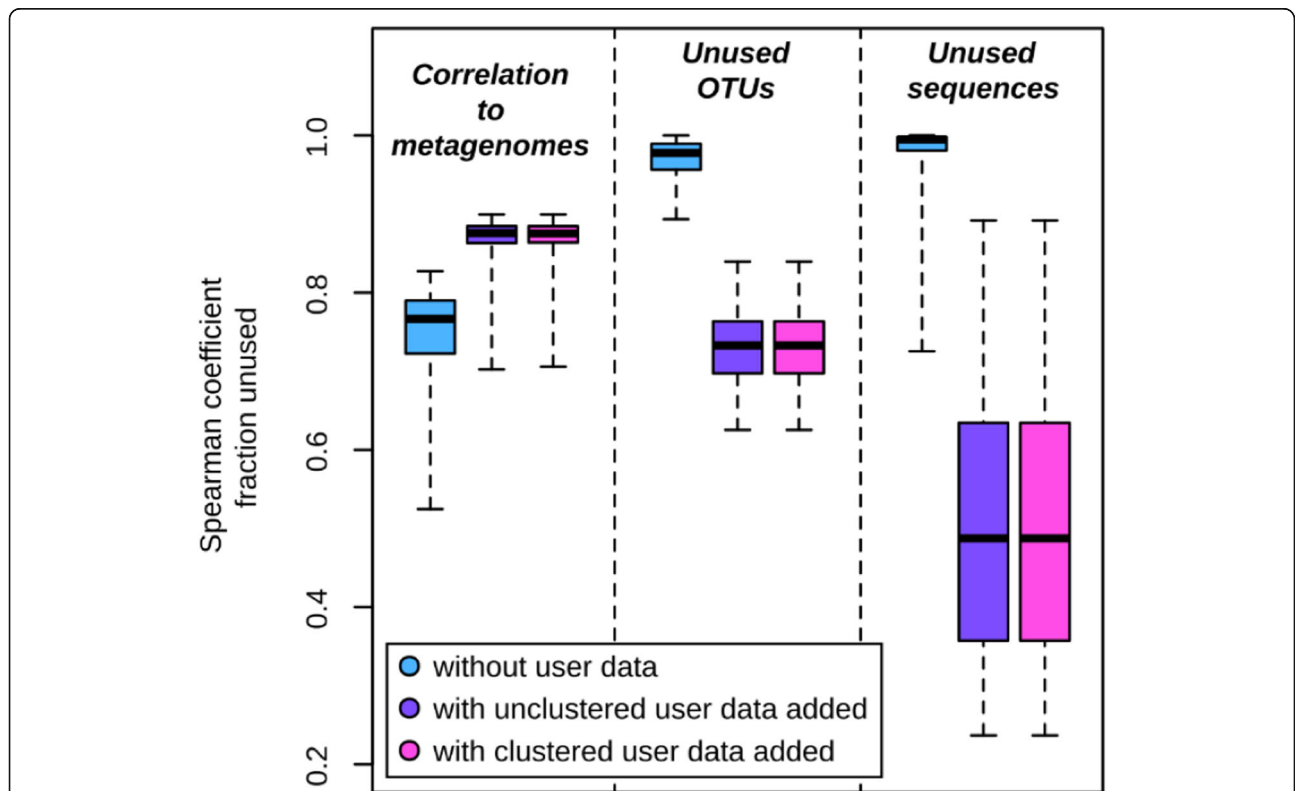 Correlation
to
metagenomes
Unused
OTUs
Unused
sequences
Spearman coefficient
fraction unused
1.0
0.8
0.6
0.4
0.2
without user data
with unclustered user data added
with clustered user data added